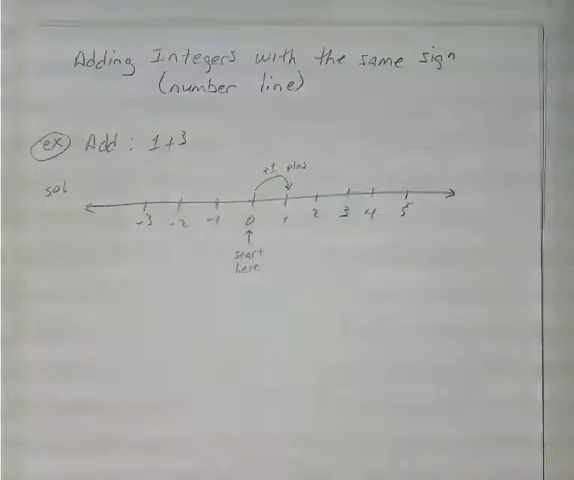 Adding Integers with the same sign
(number line)
ex Add: 1+3
+1 plus
sol
-3 -2 -1 0 1 2 3 4 5
start
here